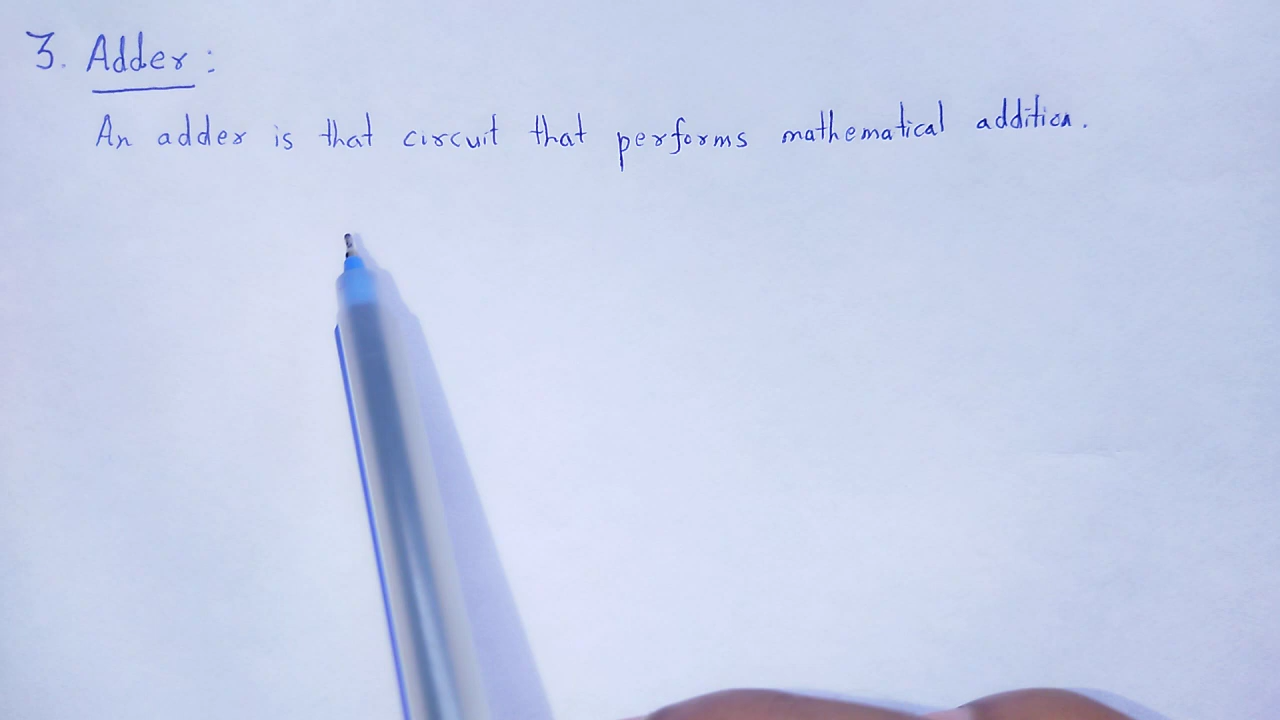 3. Adder :
An adder is that circuit that performs mathematical addition.